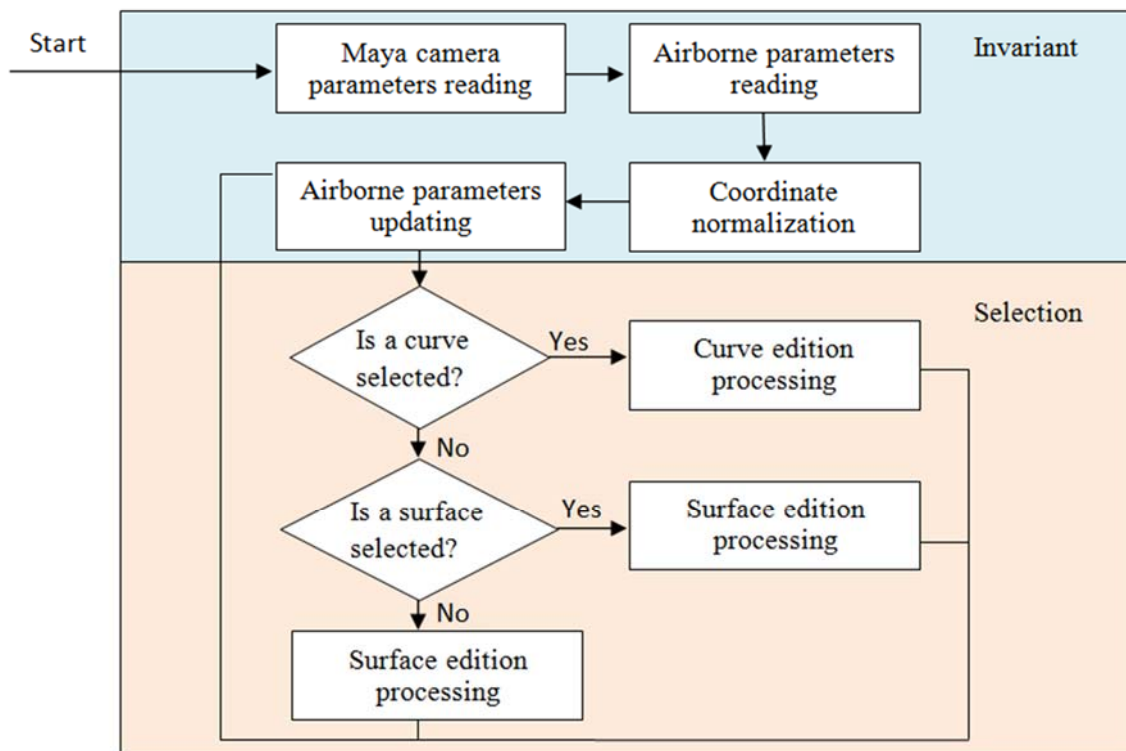 Start
Maya camera
parameters reading
Airborne parameters
reading
Invariant
Airborne parameters
updating
Coordinate
normalization
Selection
Is a curve
selected?
Yes
Curve edition
processing
No
Is a surface
selected?
Yes
Surface edition
processing
No
Surface edition
processing